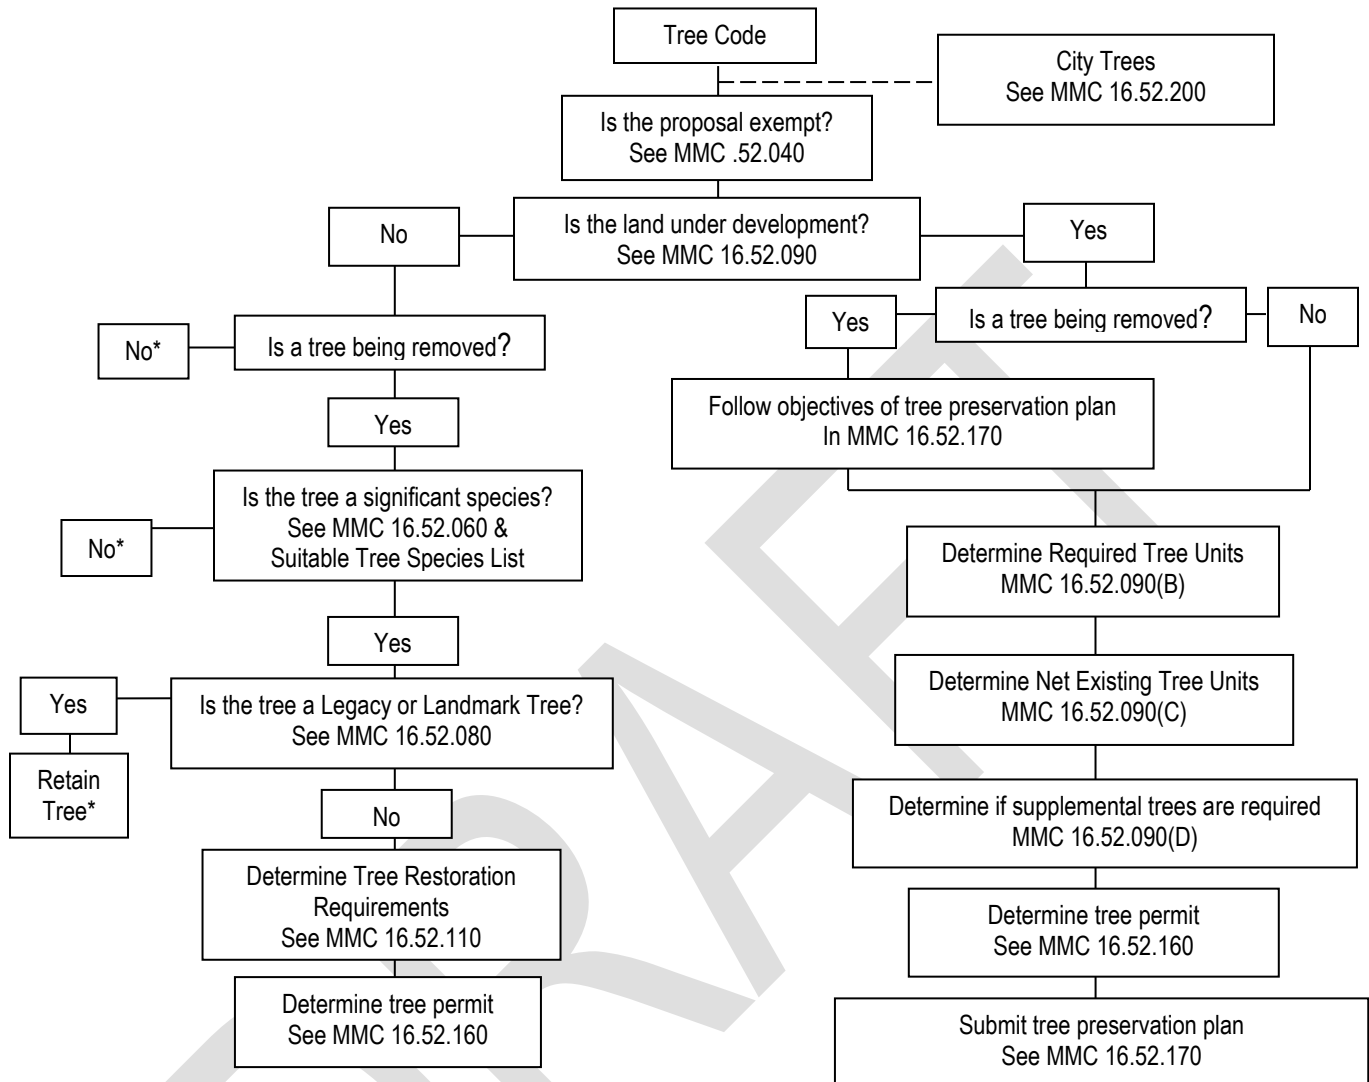 Tree Code
City Trees
See MMC 16.52.200
Is the proposal exempt?
See MMC .52.040
Is the land under development?
See MMC 16.52.090
No
Yes
Is a tree being removed?
No*
Yes
Is a tree being removed?
Yes
No
Follow objectives of tree preservation plan
In MMC 16.52.170
Is the tree a significant species?
See MMC 16.52.060 &
Suitable Tree Species List
No*
Yes
Determine Required Tree Units
MMC 16.52.090(B)
Is the tree a Legacy or Landmark Tree?
See MMC 16.52.080
Yes
Retain
Tree*
No
Determine Net Existing Tree Units
MMC 16.52.090(C)
Determine if supplemental trees are required
MMC 16.52.090(D)
Determine Tree Restoration
Requirements
See MMC 16.52.110
Determine tree permit
See MMC 16.52.160
Determine tree permit
See MMC 16.52.160
Submit tree preservation plan
See MMC 16.52.170
DRAFT